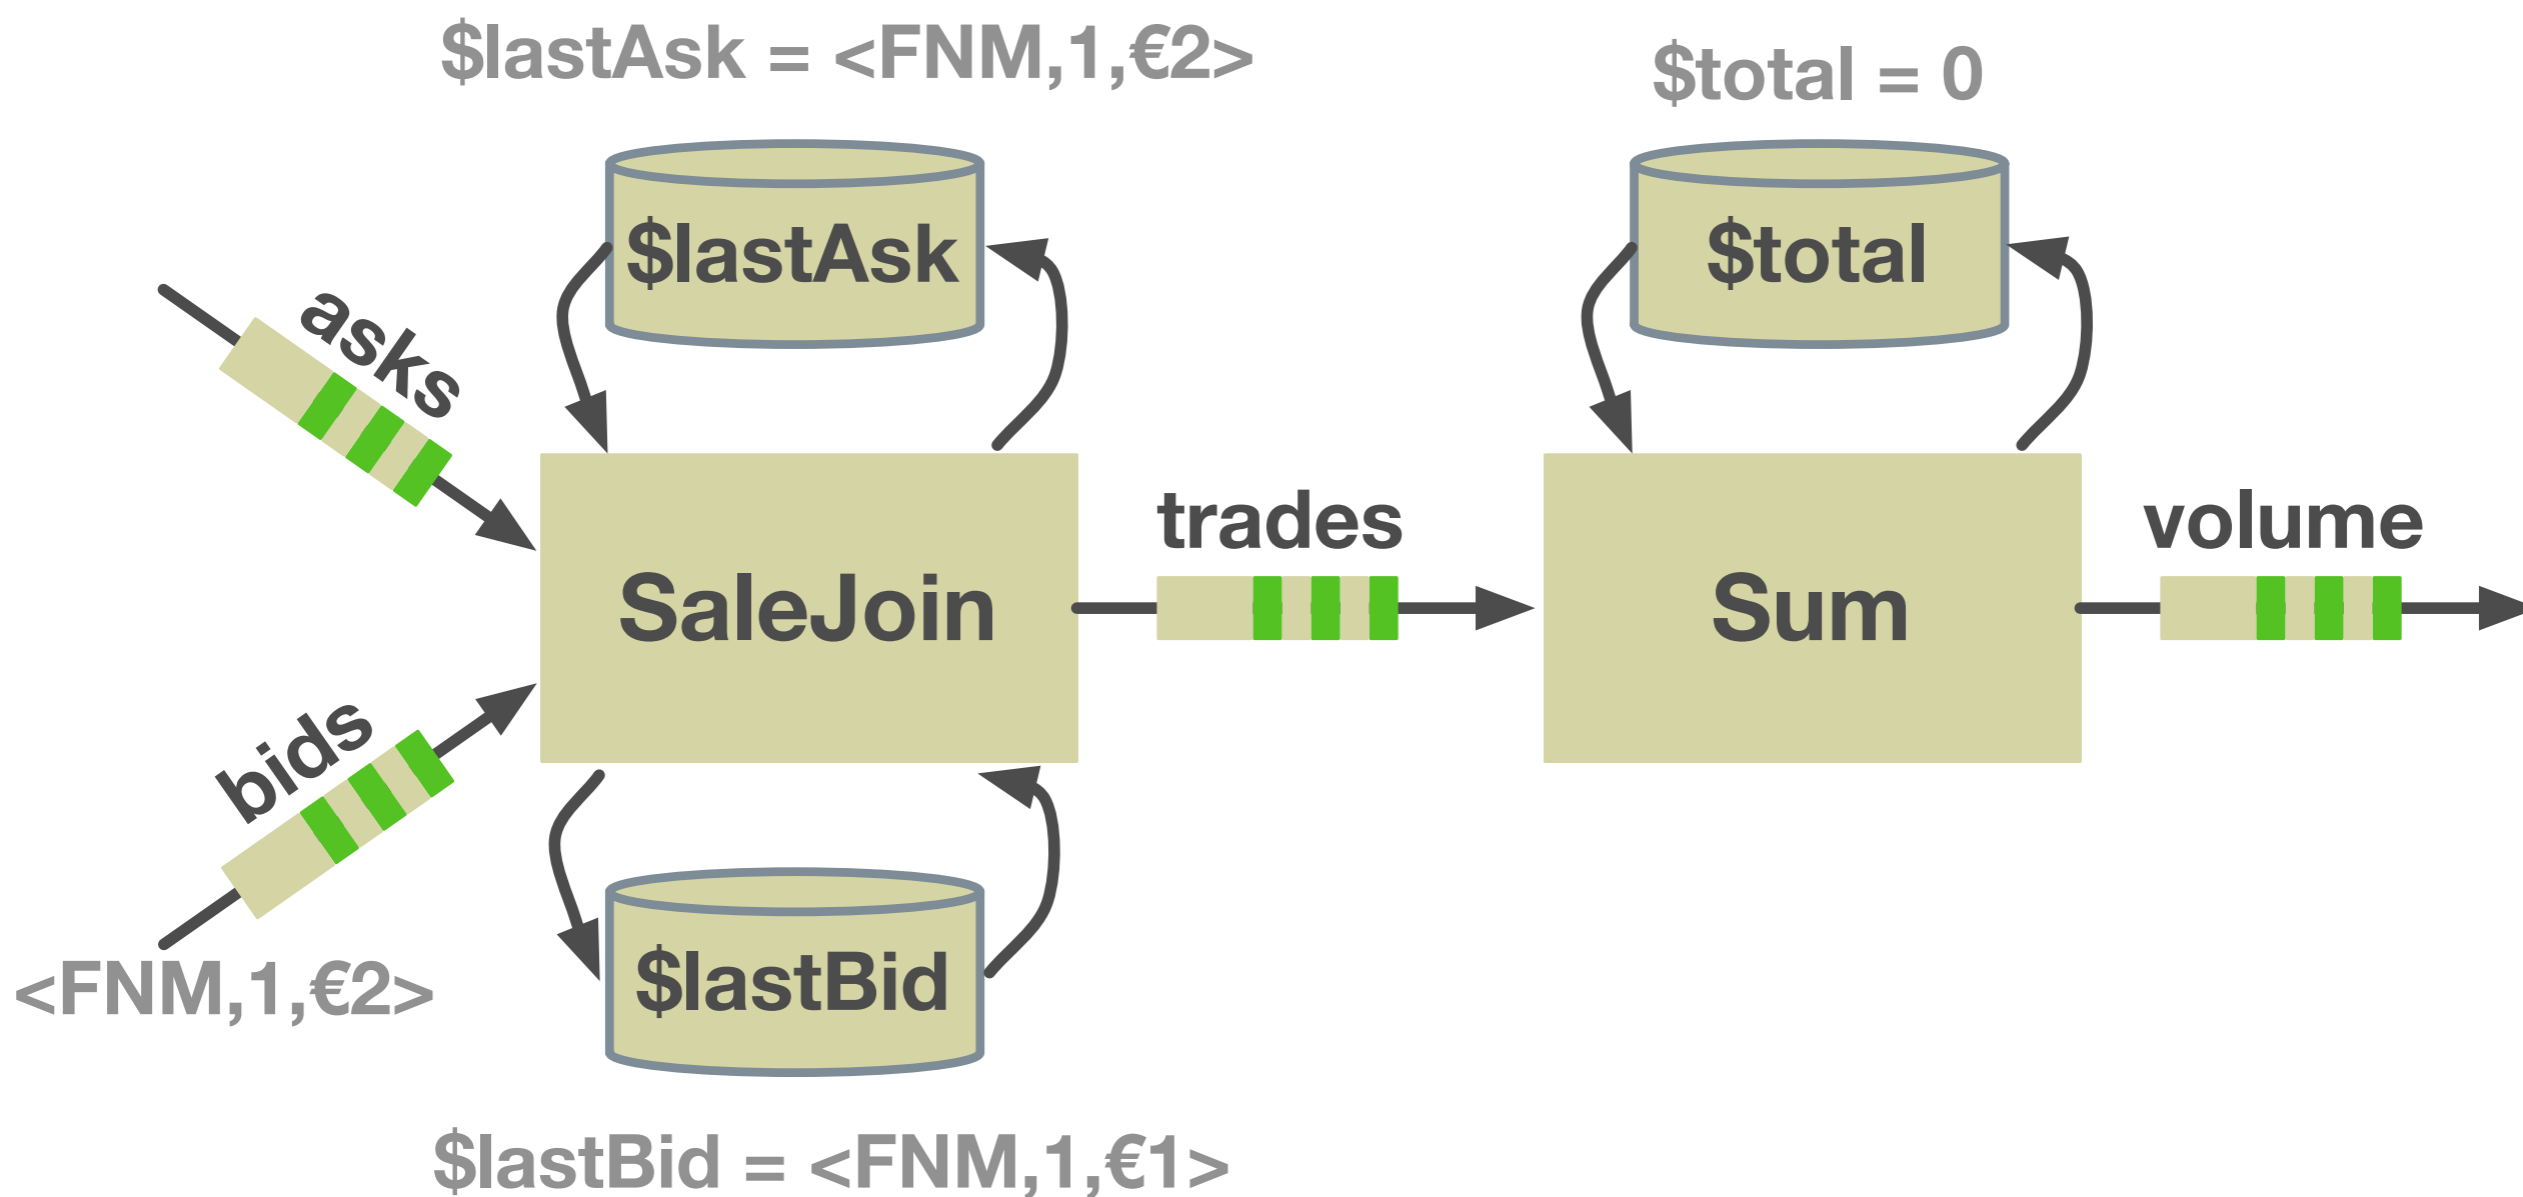 $lastAsk = <FNM,1,€2>
$total = 0
$lastAsk
$total
asks
trades
volume
SaleJoin
Sum
bids
<FNM,1,€2>
$lastBid
$lastBid = <FNM,1,€1>